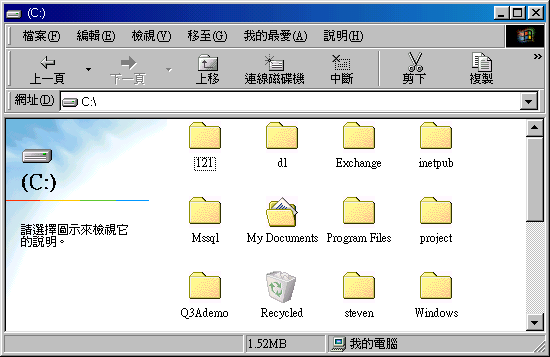 (C:)
檔案(F) 編輯(E) 檢視(V) 移至(G) 我的最愛(A) 說明(H)
上一頁 下一頁 上移 連線磁碟機 中斷 剪下 複製 »
網址(D) C:\
(C:)
請選擇圖示來檢視它
的說明。
121 d1 Exchange inetpub
Mssql My Documents Program Files project
Q3Ademo Recycled steven Windows
1.52MB 我的電腦